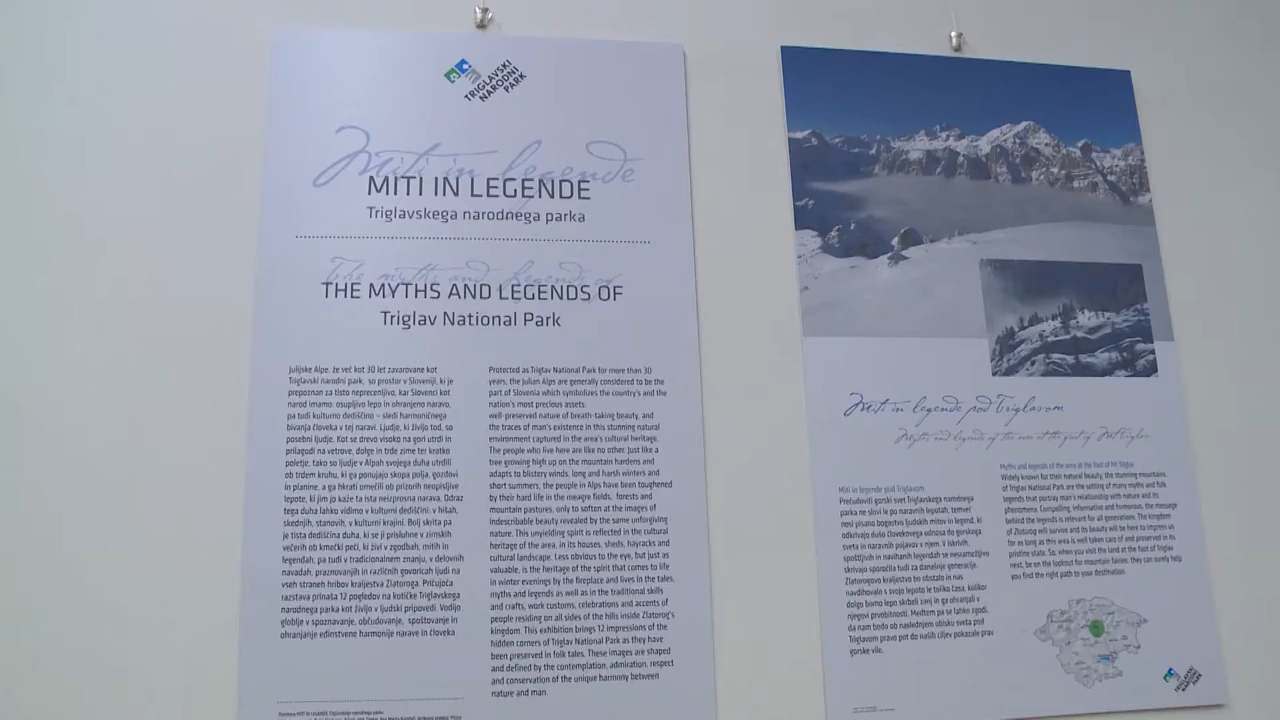 TRIGLAVSKI
NARODNI
PARK
Miti in legende
MITI IN LEGENDE
Triglavskega narodnega parka
The myths and legends of
THE MYTHS AND LEGENDS OF
Triglav National Park
Julijske Alpe, že več kot 30 let zavarovane kot
Triglavski narodni park, so prostor v Sloveniji, ki je
prepoznan za tisto neprecenljivo, kar Slovenci kot
narod imamo: osupljivo lepo in ohranjeno naravo,
pa tudi kulturno dediščino – sledi harmoničnega
bivanja človeka v tej naravi. Ljudje, ki živijo tod, so
posebni ljudje. Kot se drevo visoko na gori utrdi in
prilagodi na vetrove, dolge in trde zime ter kratko
poletje, tako so ljudje v Alpah svojega duha utrdili
ob trdem kruhu, ki ga ponujajo skopa polja, gozdovi
in planine, a ga hkrati omečili ob prizorih neopisljive
lepote, ki jim jo kaže ta ista neizprosna narava. Odraz
tega duha lahko vidimo v kulturni dediščini: v hišah,
skednjih, stanovih, v kulturni krajini. Bolj skrita pa
je tista dediščina duha, ki se ji prisluhne v zimskih
večerih ob kmečki peči, ki živi v zgodbah, mitih in
legendah, pa tudi v tradicionalnem znanju, v delovnih
navadah, praznovanjih in različnih govoricah ljudi na
vseh straneh hribov kraljestva Zlatoroga. Pričujoča
razstava prinaša 12 pogledov na kotičke Triglavskega
narodnega parka kot živijo v ljudski pripovedi. Vodijo
globlje v spoznavanje, občudovanje, spoštovanje in
ohranjanje edinstvene harmonije narave in človeka.
Protected as Triglav National Park for more than 30
years, the Julian Alps are generally considered to be the
part of Slovenia which symbolizes the country's and the
nation's most precious assets:
well-preserved nature of breath-taking beauty, and
the traces of man's existence in this stunning natural
environment captured in the area's cultural heritage.
The people who live here are like no other. Just like a
tree growing high up on the mountain hardens and
adapts to blistery winds, long and harsh winters and
short summers, the people in Alps have been toughened
by their hard life in the meagre fields, forests and
mountain pastures, only to soften at the images of
indescribable beauty revealed by the same unforgiving
nature. This unyielding spirit is reflected in the cultural
heritage of the area, in its houses, sheds, hayracks and
cultural landscape. Less obvious to the eye, but just as
valuable, is the heritage of the spirit that comes to life
in winter evenings by the fireplace and lives in the tales,
myths and legends as well as in the traditional skills
and crafts, work customs, celebrations and accents of
people residing on all sides of the hills inside Zlatorog's
kingdom. This exhibition brings 12 impressions of the
hidden corners of Triglav National Park as they have
been preserved in folk tales. These images are shaped
and defined by the contemplation, admiration, respect
and conservation of the unique harmony between
nature and man.
Miti in legende pod Triglavom
Myths and legends of the area at the foot of Mt Triglav
Miti in legende pod Triglavom
Prečudoviti gorski svet Triglavskega narodnega
parka ne slovi le po naravnih lepotah, temveč
nosi pisano bogastvo ljudskih mitov in legend, ki
odkrivajo dušo človekovega odnosa do gorskega
sveta in naravnih pojavov v njem. V iskrivih,
spoštljivih in navihanih legendah se nevsiljivo
skrivajo sporočila tudi za današnje generacije.
Zlatorogovo kraljestvo bo obstalo in nas
navdihovalo s svojo lepoto le toliko časa, kolikor
dolgo bomo lepo skrbeli zanj in ga ohranjali v
njegovi prvobitnosti. Medtem pa se lahko zgodi,
da nam bodo ob naslednjem obisku sveta pod
Triglavom pravo pot do naših ciljev pokazale prav
gorske vile.
Myths and legends of the area at the foot of Mt Triglav
Widely known for their natural beauty, the stunning mountains
of Triglav National Park are the setting of many myths and folk
legends that portray man's relationship with nature and its
phenomena. Compelling, informative and humorous, the message
behind the legends is relevant for all generations. The kingdom
of Zlatorog will survive and its beauty will be here to impress us
for as long as this area is well taken care of and preserved in its
pristine state. So, when you visit the land at the foot of Triglav
next, be on the lookout for mountain fairies; they can surely help
you find the right path to your destination.
TRIGLAVSKI
NARODNI
PARK